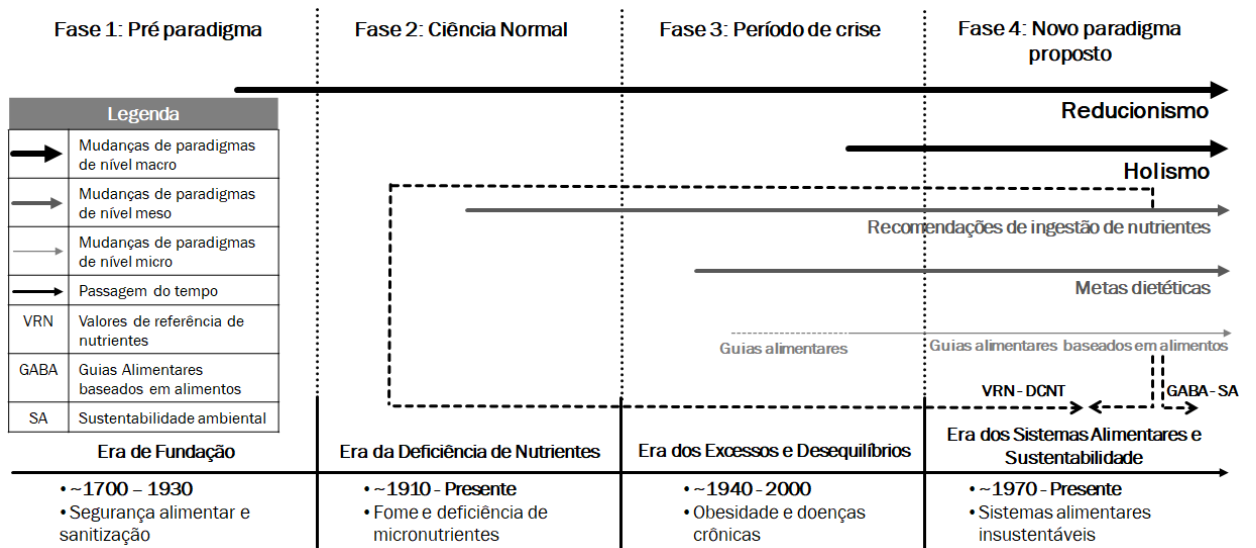 Fase 1: Pré paradigma
Fase 2: Ciência Normal
Fase 3: Período de crise
Fase 4: Novo paradigma
proposto
Reducionismo
Holismo
Recomendações de ingestão de nutrientes
Metas dietéticas
Guias alimentares
Guias alimentares baseados em alimentos
VRN - DCNT
GABA - SA
Legenda
Mudanças de paradigmas
de nível macro
Mudanças de paradigmas
de nível meso
Mudanças de paradigmas
de nível micro
Passagem do tempo
VRN
Valores de referência de
nutrientes
GABA
Guias Alimentares
baseados em alimentos
SA
Sustentabilidade ambiental
Era de Fundação
Era da Deficiência de Nutrientes
Era dos Excessos e Desequilíbrios
Era dos Sistemas Alimentares e
Sustentabilidade
• ~1700 – 1930
• Segurança alimentar e
sanitização
• ~1910 - Presente
• Fome e deficiência de
micronutrientes
• ~1940 - 2000
• Obesidade e doenças
crônicas
• ~1970 - Presente
• Sistemas alimentares
insustentáveis